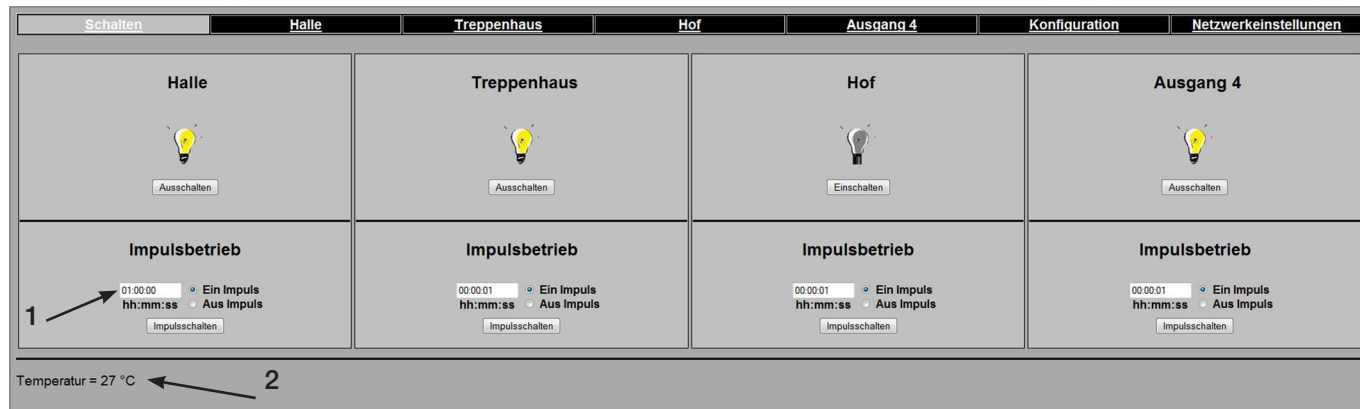 Schalten Halle Treppenhaus Hof Ausgang 4 Konfiguration Netzwerkeinstellungen
Halle
Ausschalten
Impulsbetrieb
01:00:00 Ein Impuls
hh:mm:ss Aus Impuls
Impulsschalten
Treppenhaus
Ausschalten
Impulsbetrieb
00:00:01 Ein Impuls
hh:mm:ss Aus Impuls
Impulsschalten
Hof
Einschalten
Impulsbetrieb
00:00:01 Ein Impuls
hh:mm:ss Aus Impuls
Impulsschalten
Ausgang 4
Ausschalten
Impulsbetrieb
00:00:01 Ein Impuls
hh:mm:ss Aus Impuls
Impulsschalten
1
Temperatur = 27 °C
2